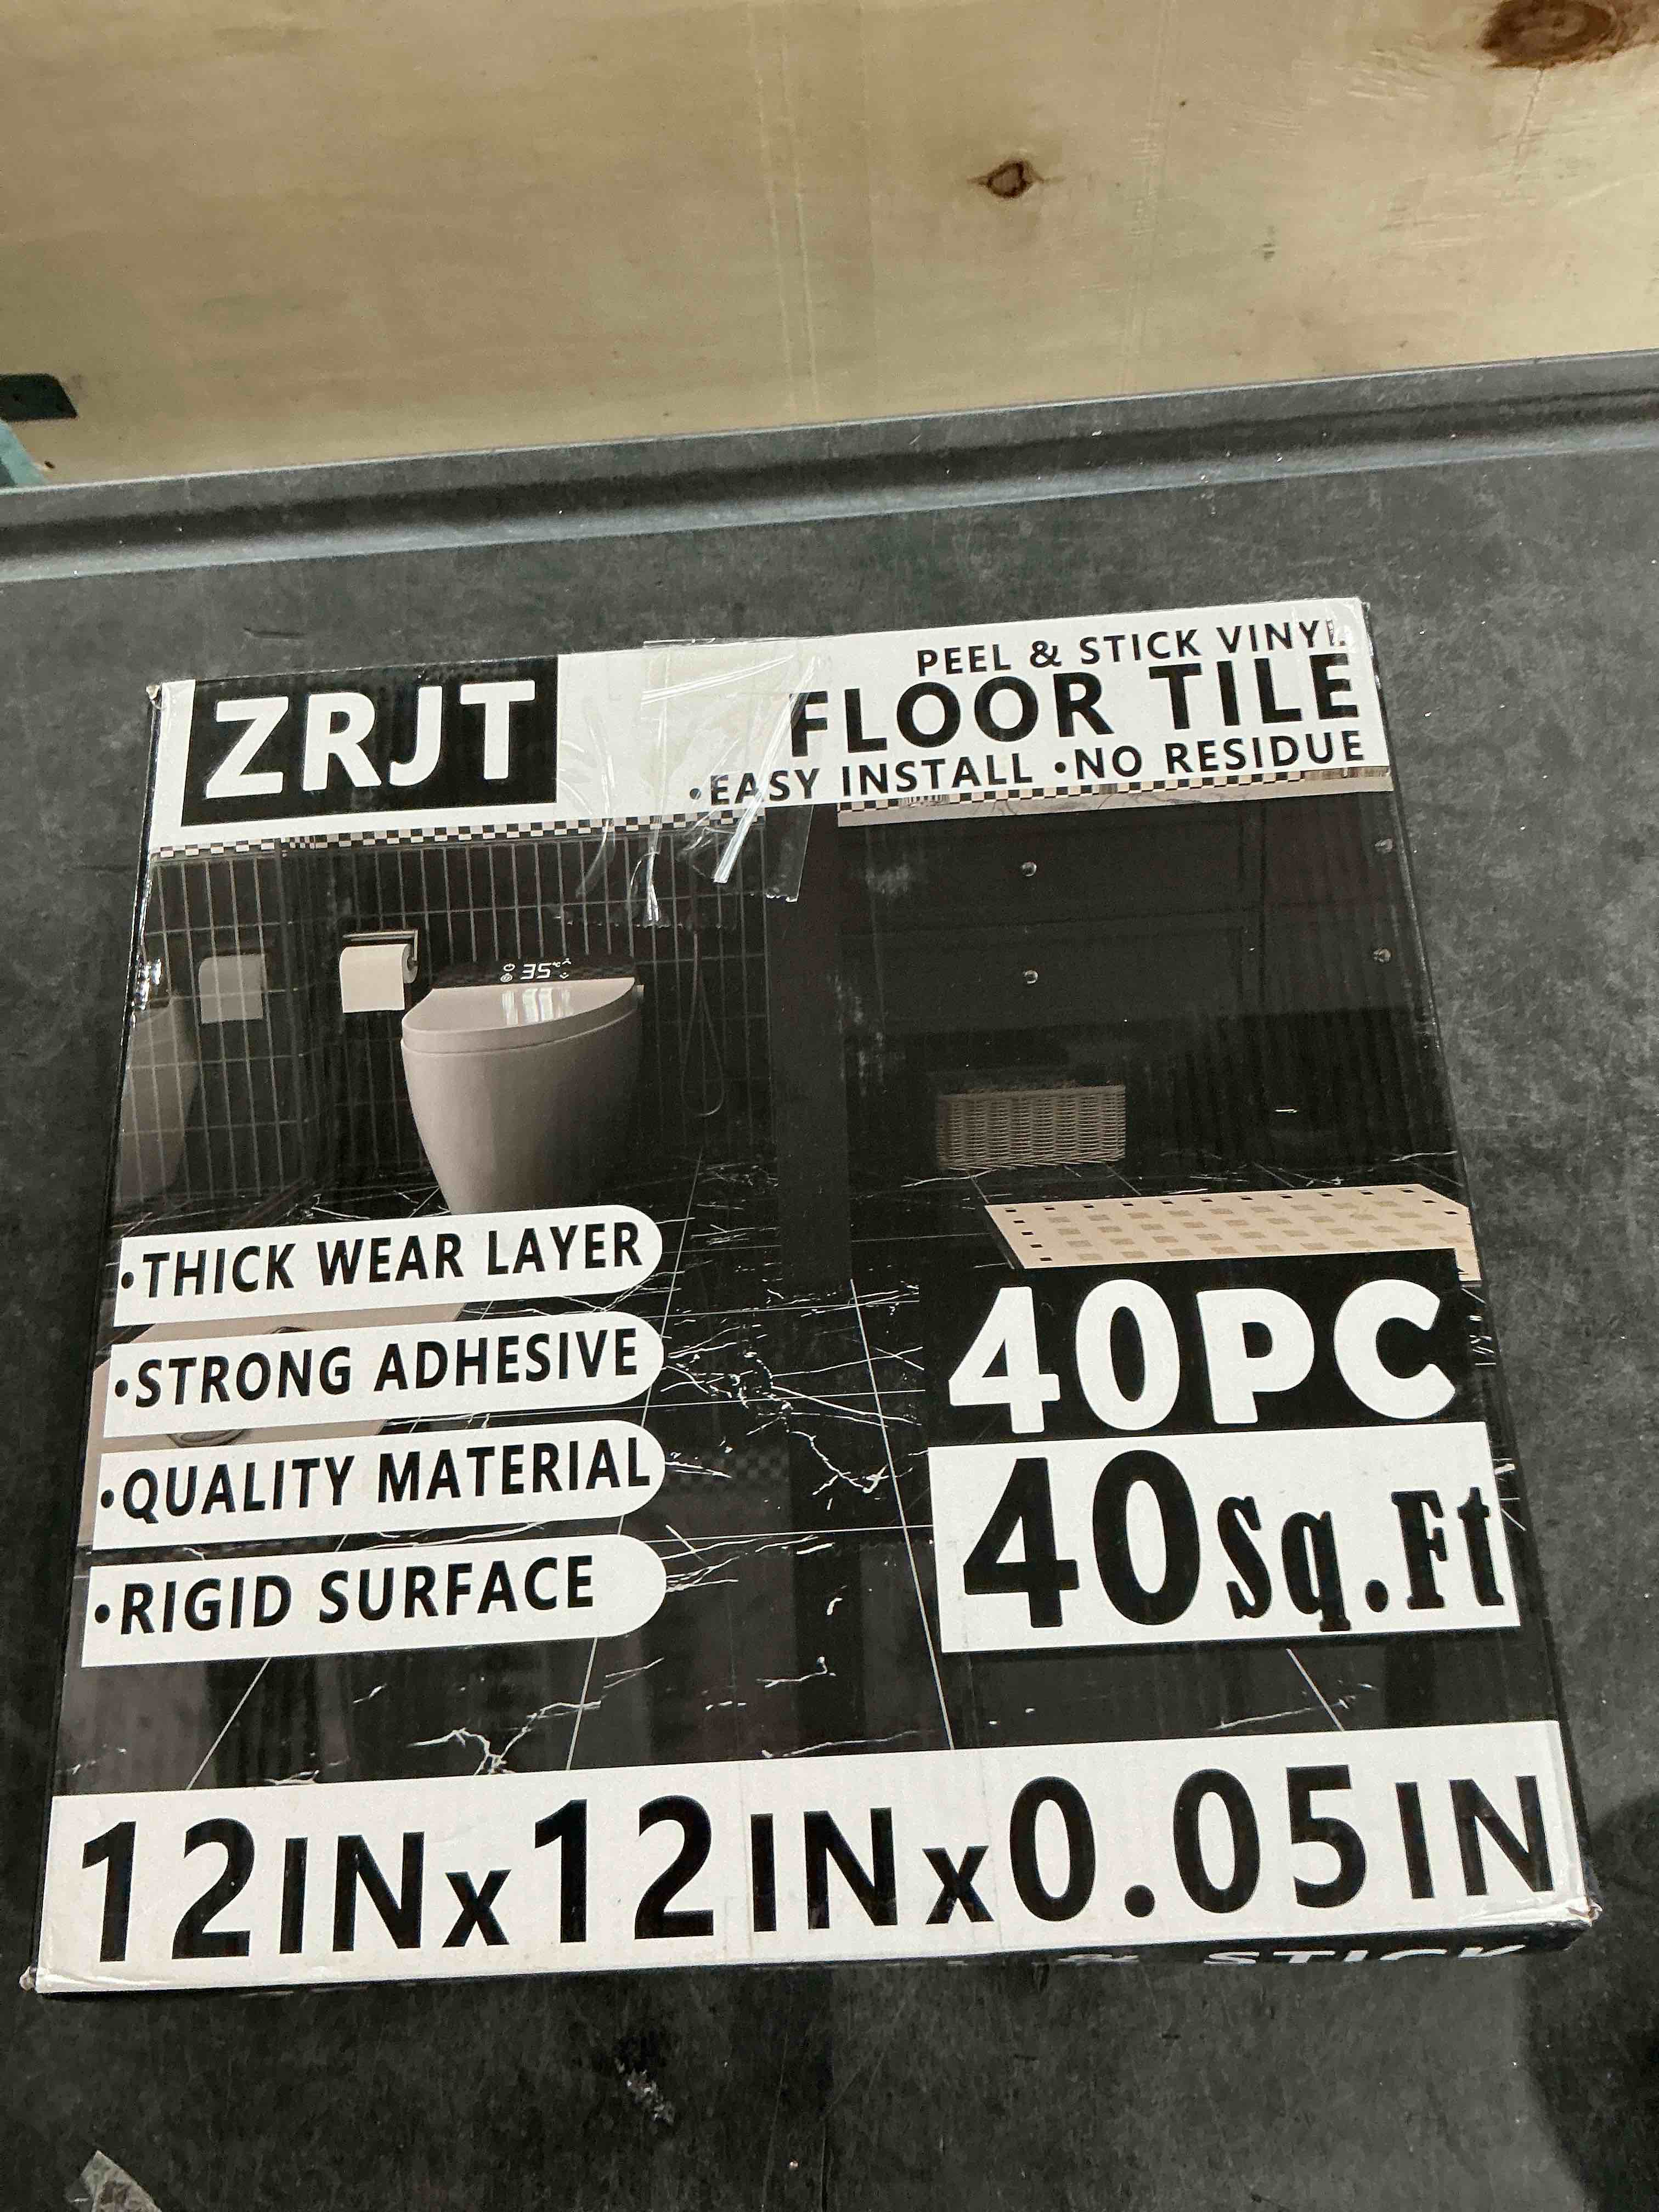 ZRJT
PEEL & STICK VINYL
FLOOR TILE
•EASY INSTALL •NO RESIDUE
35
•THICK WEAR LAYER
•STRONG ADHESIVE
•QUALITY MATERIAL
•RIGID SURFACE
40PC
40Sq.Ft
12INx12INx0.05IN
& STICK